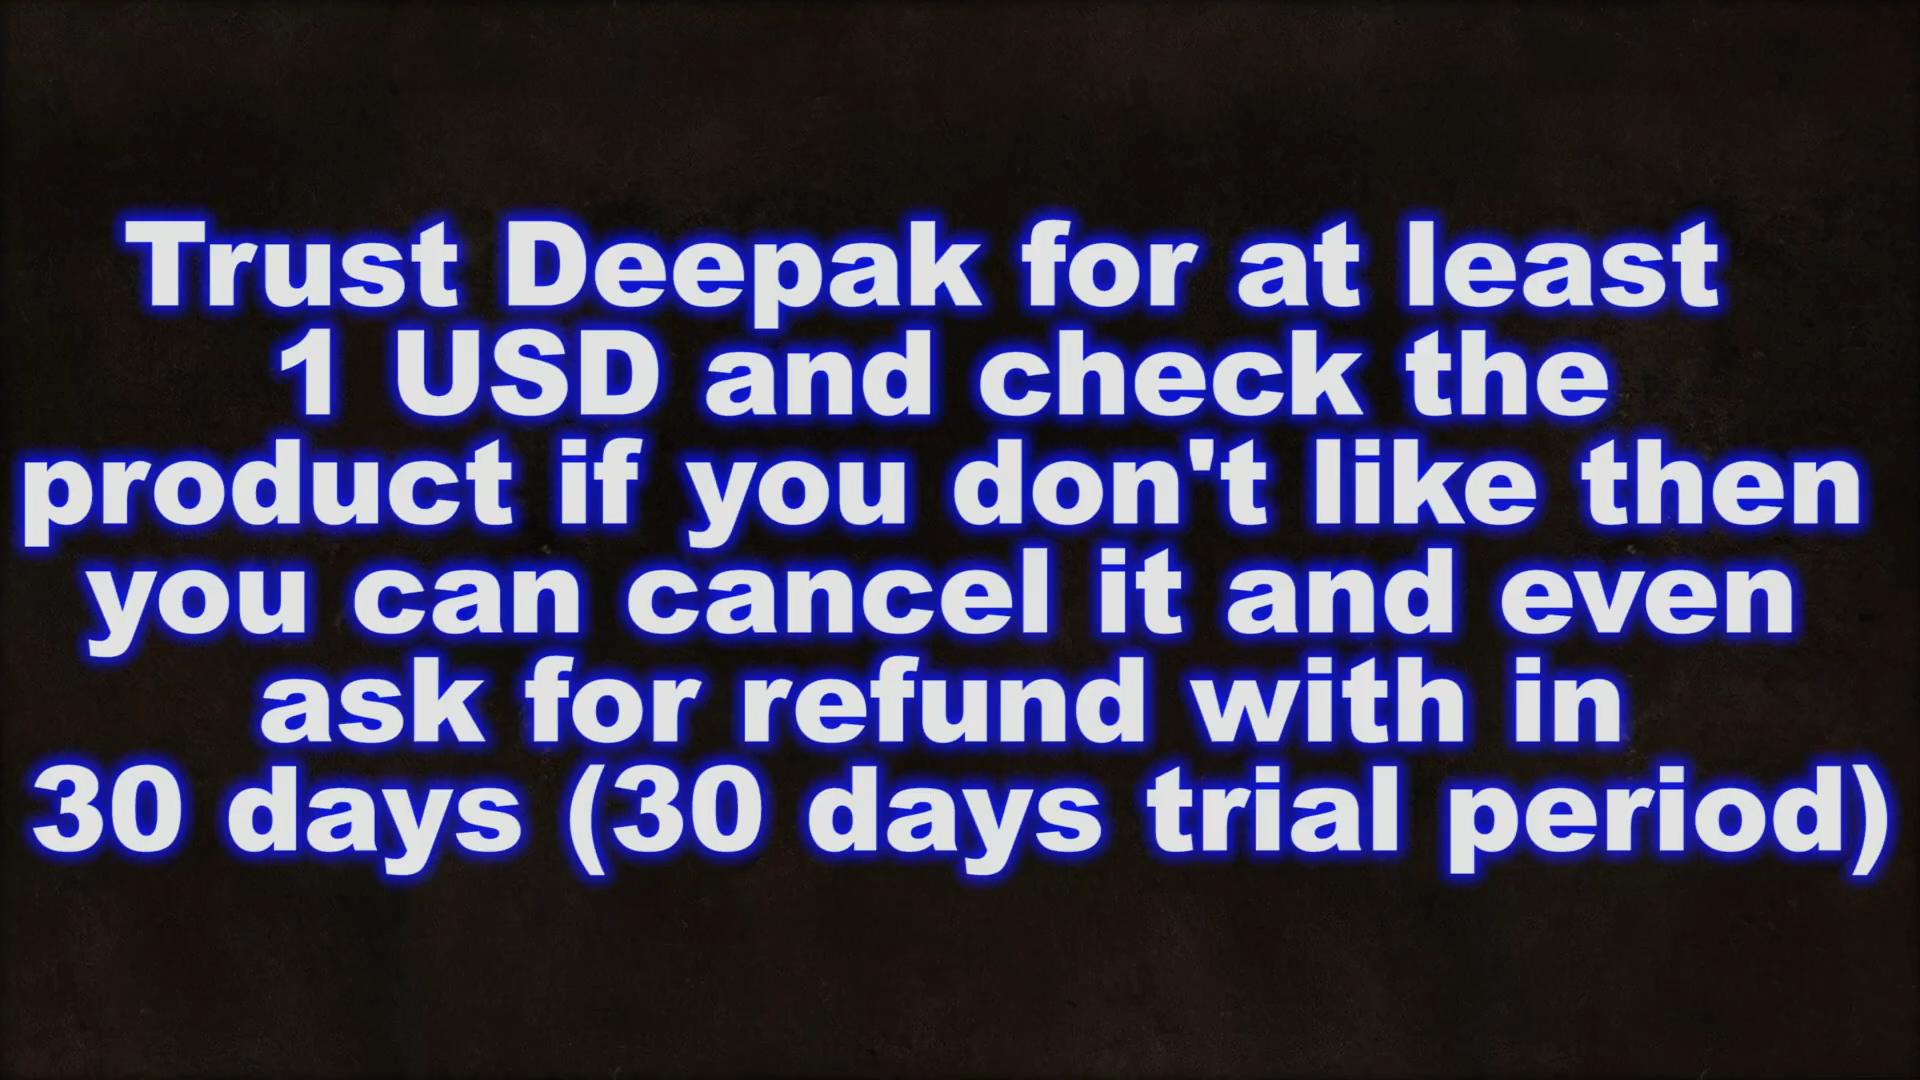 Trust Deepak for at least
1 USD and check the
product if you don't like then
you can cancel it and even
ask for refund with in
30 days (30 days trial period)